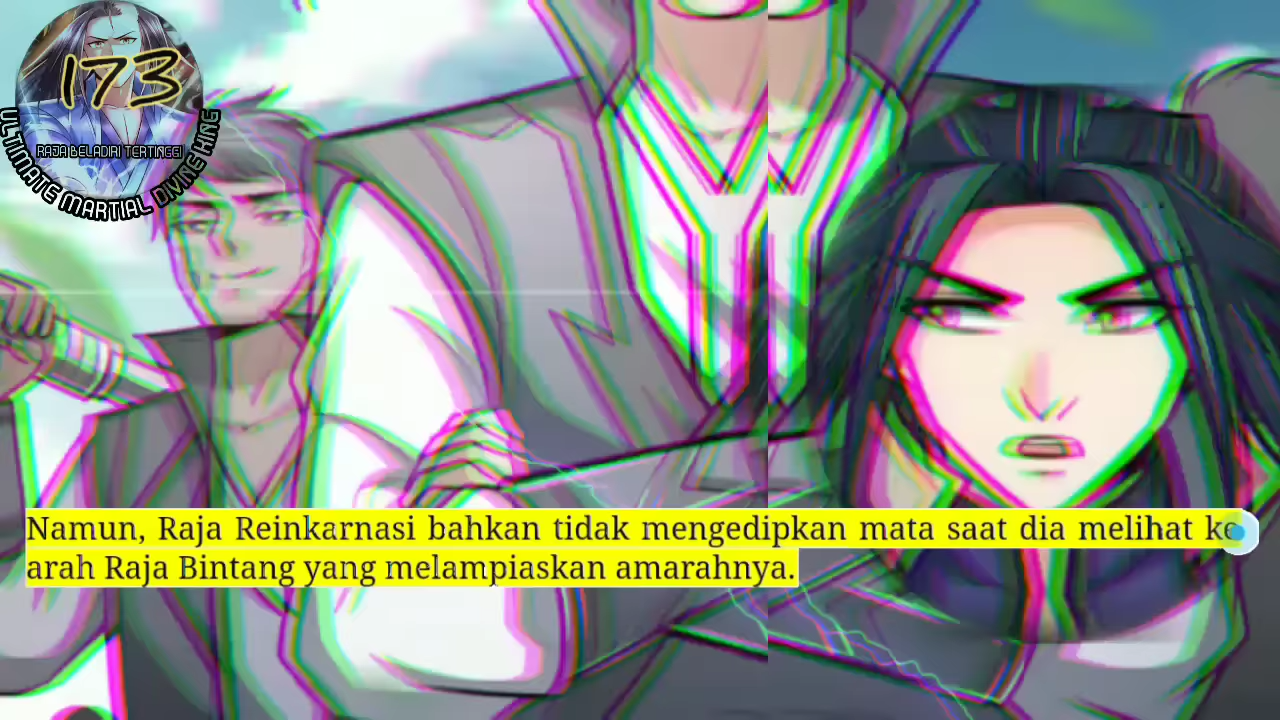 173
RAJA BELADIRI TERTINGGI
ULTIMATE MARTIAL DIVINE KING
Namun, Raja Reinkarnasi bahkan tidak mengedipkan mata saat dia melihat ke
arah Raja Bintang yang melampiaskan amarahnya.